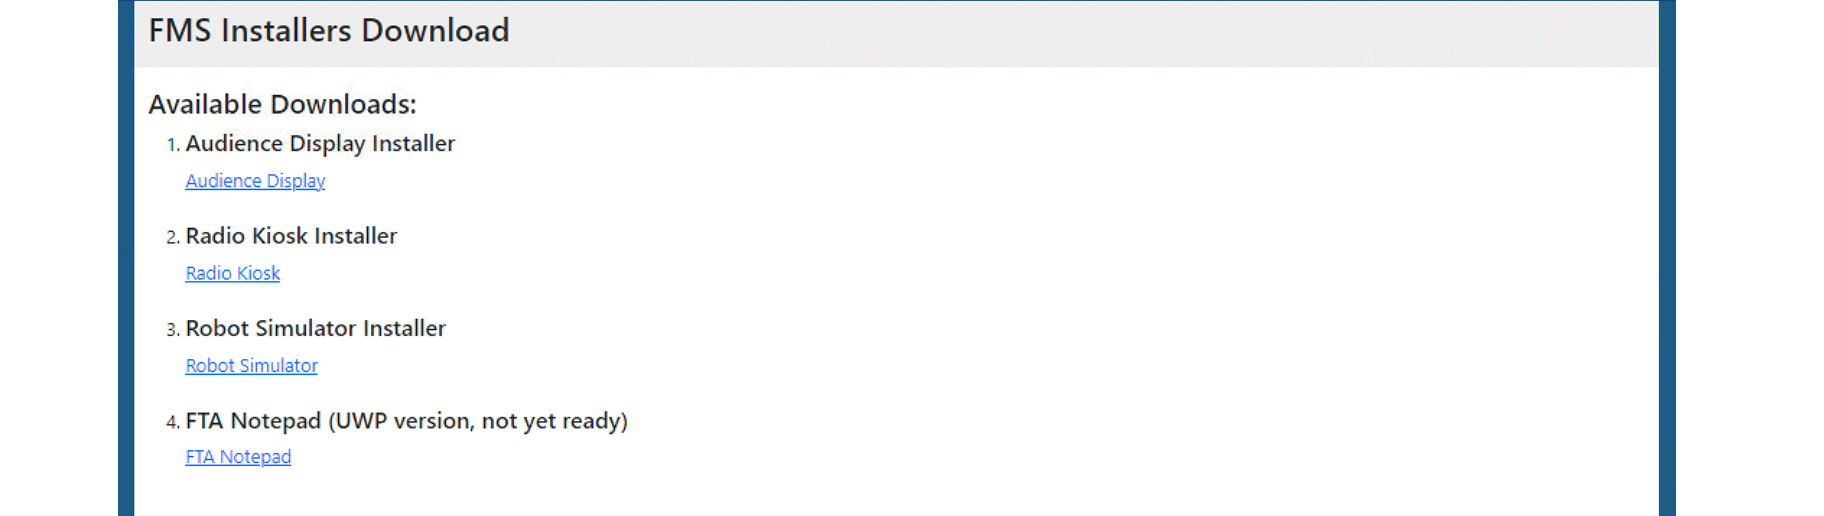 FMS Installers Download
Available Downloads:
1. Audience Display Installer
Audience Display
2. Radio Kiosk Installer
Radio Kiosk
3. Robot Simulator Installer
Robot Simulator
4. FTA Notepad (UWP version, not yet ready)
FTA Notepad